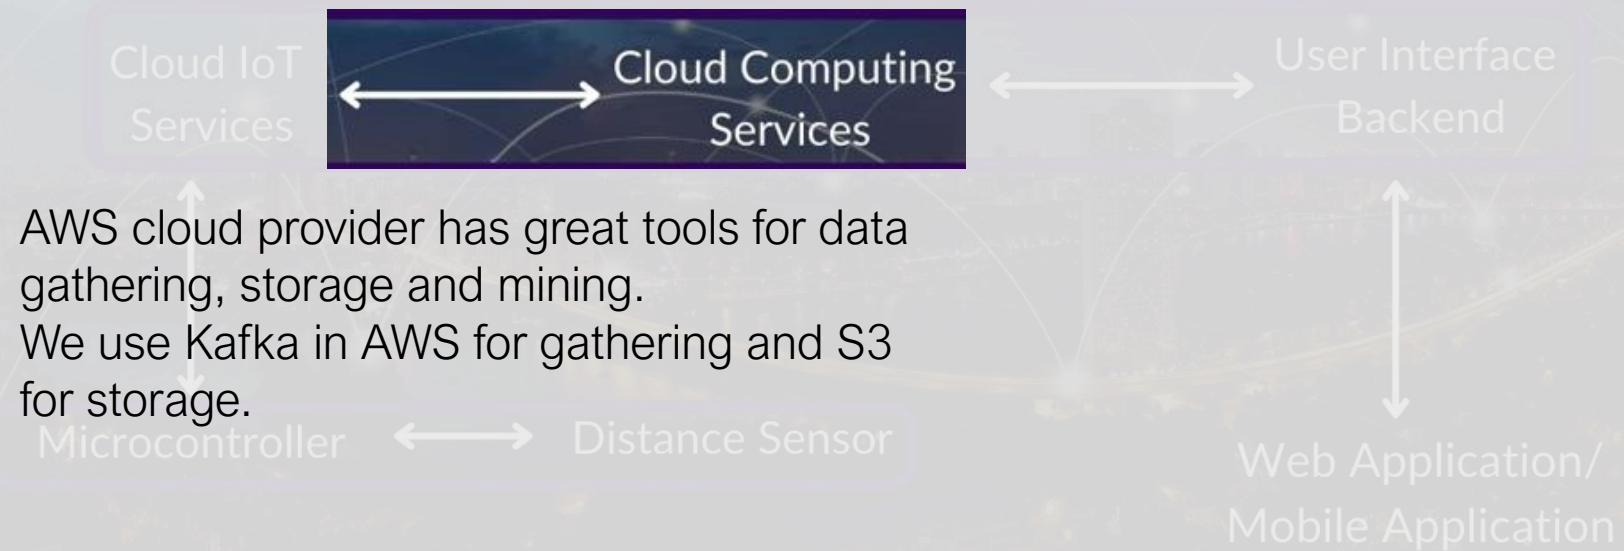 Cloud IoT
Services
Cloud Computing
Services
User Interface
Backend
AWS cloud provider has great tools for data
gathering, storage and mining.
We use Kafka in AWS for gathering and S3
for storage.
Microcontroller
Distance Sensor
Web Application/
Mobile Application